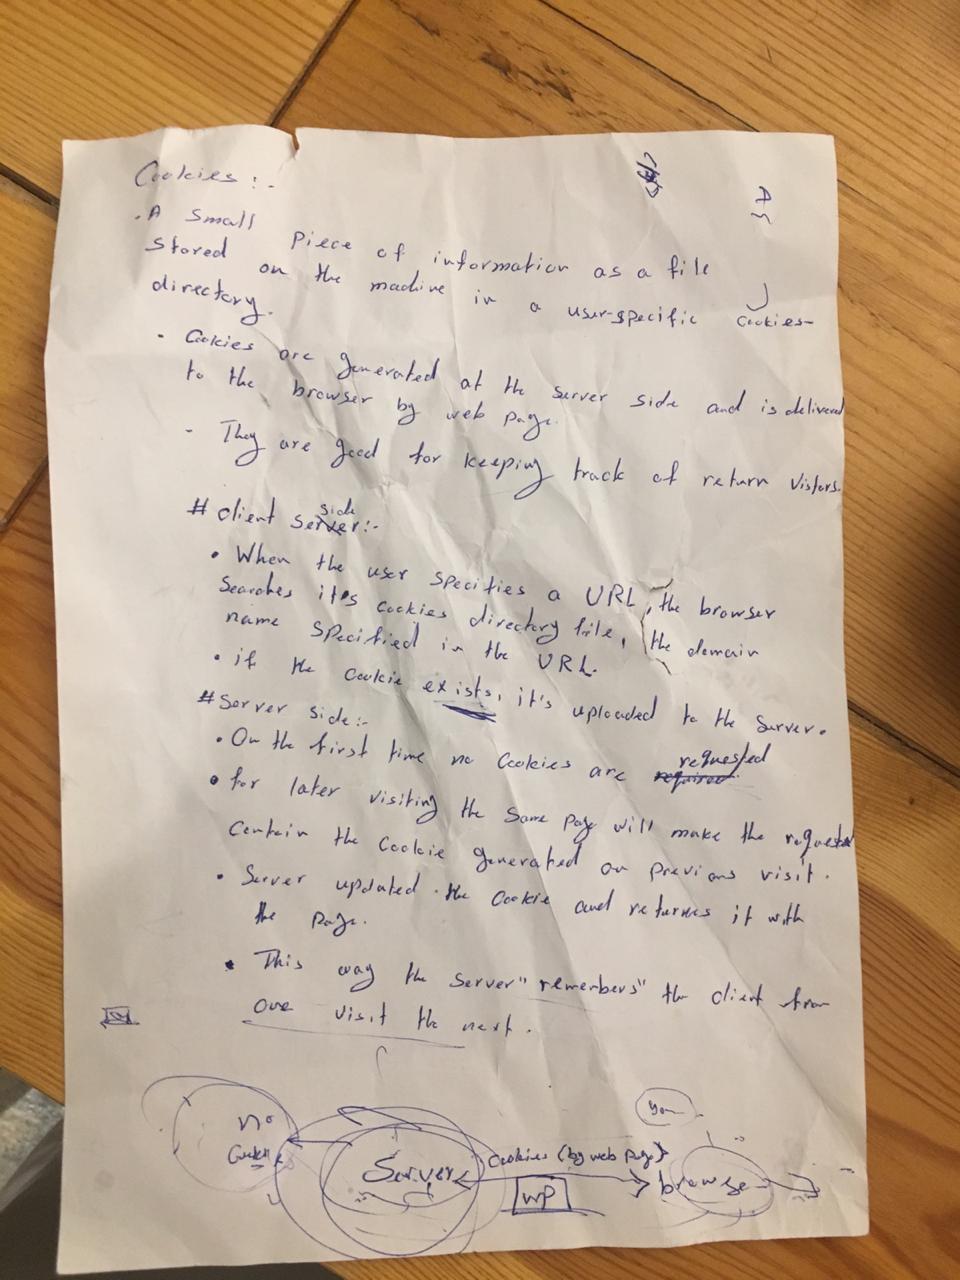 Cookies :-
. A small piece of information as a file
stored on the machine in a user-specific cookies-
directory.
- Cookies are generated at the server side and is delivered
to the browser by web page.
- They are good for keeping track of return vistors.
# client side :-
• When the user specifies a URL, the browser
searches it's cookies directory file, the domain
name specified in the URL.
• if the cookie exists, it's uploaded to the server.
# Server side :-
• On the first time no cookies are requested
• for later visiting the same page will make the request
contain the cookie generated on previous visit.
• Server updated the cookie and returnes it with
the page.
• This way the server "remembers" the client from
one visit the next.
You
no
Cookie
Server
Cookies (by web page)
WP
browse